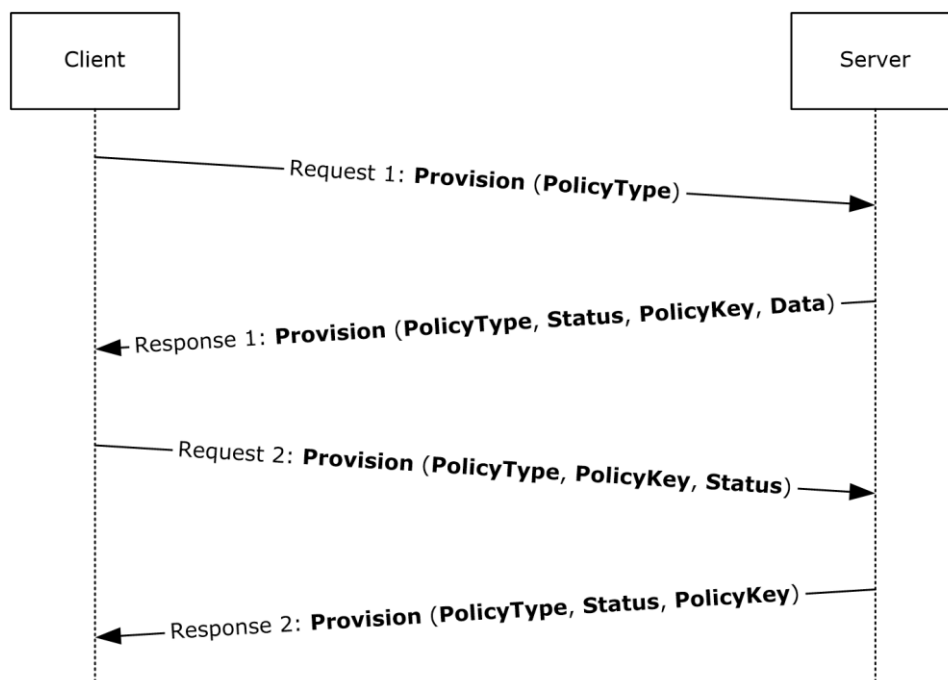 Client
Server
Request 1: Provision (PolicyType)
Response 1: Provision (PolicyType, Status, PolicyKey, Data)
Request 2: Provision (PolicyType, PolicyKey, Status)
Response 2: Provision (PolicyType, Status, PolicyKey)